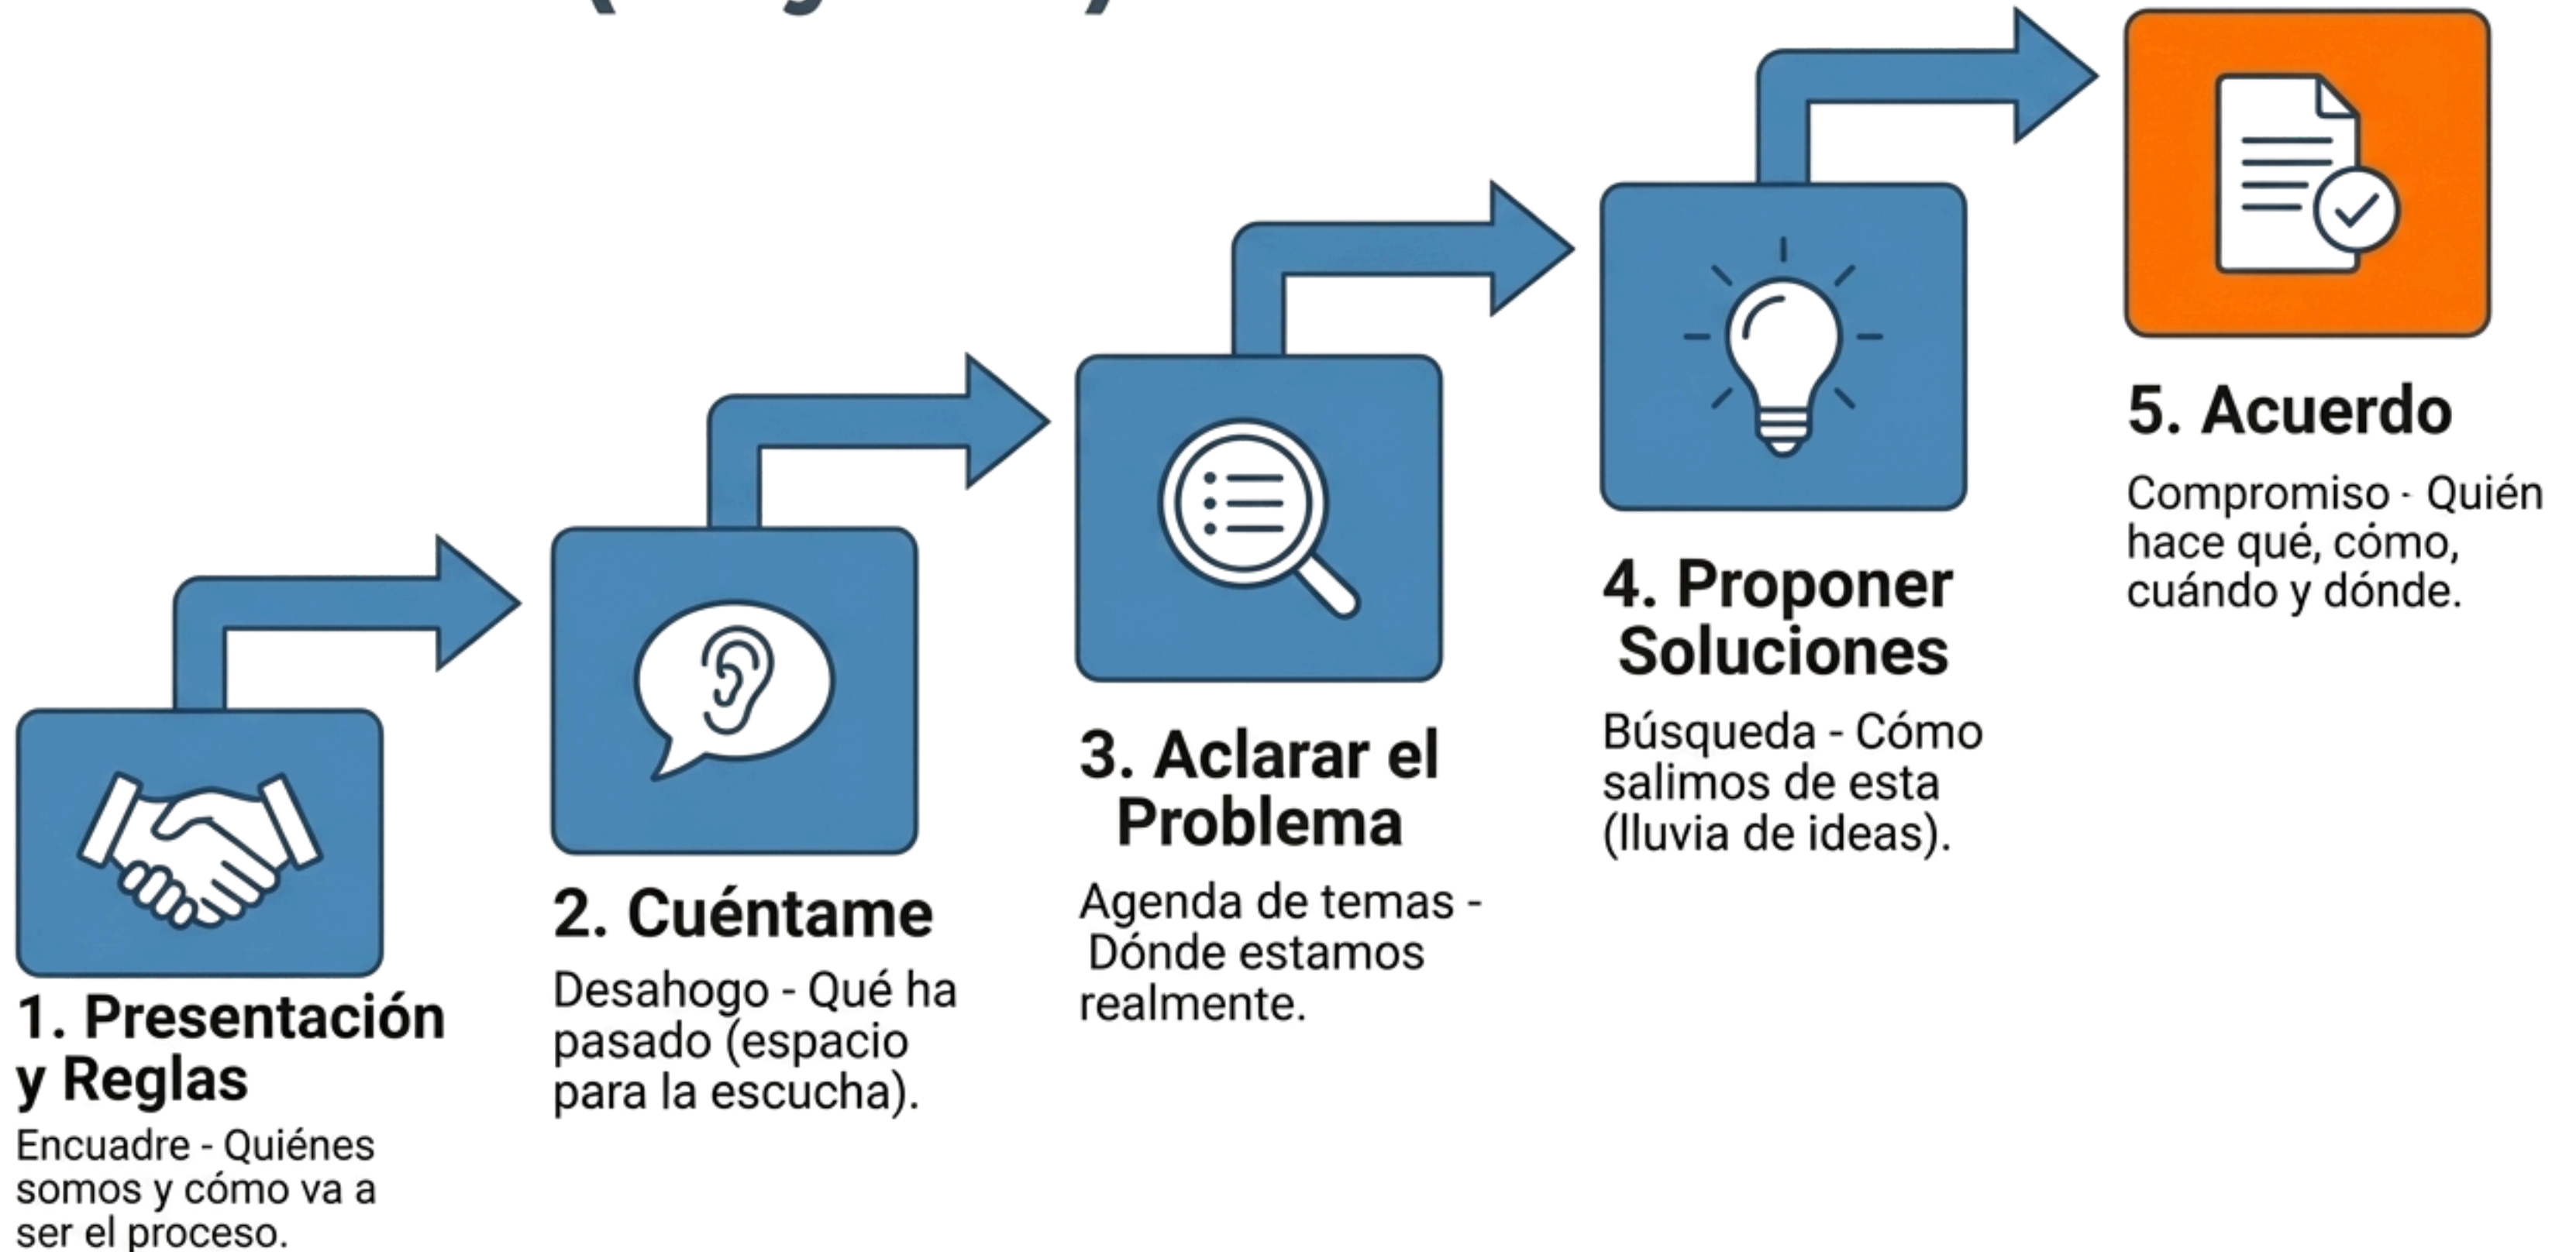 1. Presentación
y Reglas
Encuadre - Quiénes
somos y cómo va a
ser el proceso.
2. Cuéntame
Desahogo - Qué ha
pasado (espacio
para la escucha).
3. Aclarar el
Problema
Agenda de temas -
Dónde estamos
realmente.
4. Proponer
Soluciones
Búsqueda - Cómo
salimos de esta
(lluvia de ideas).
5. Acuerdo
Compromiso - Quién
hace qué, cómo,
cuándo y dónde.